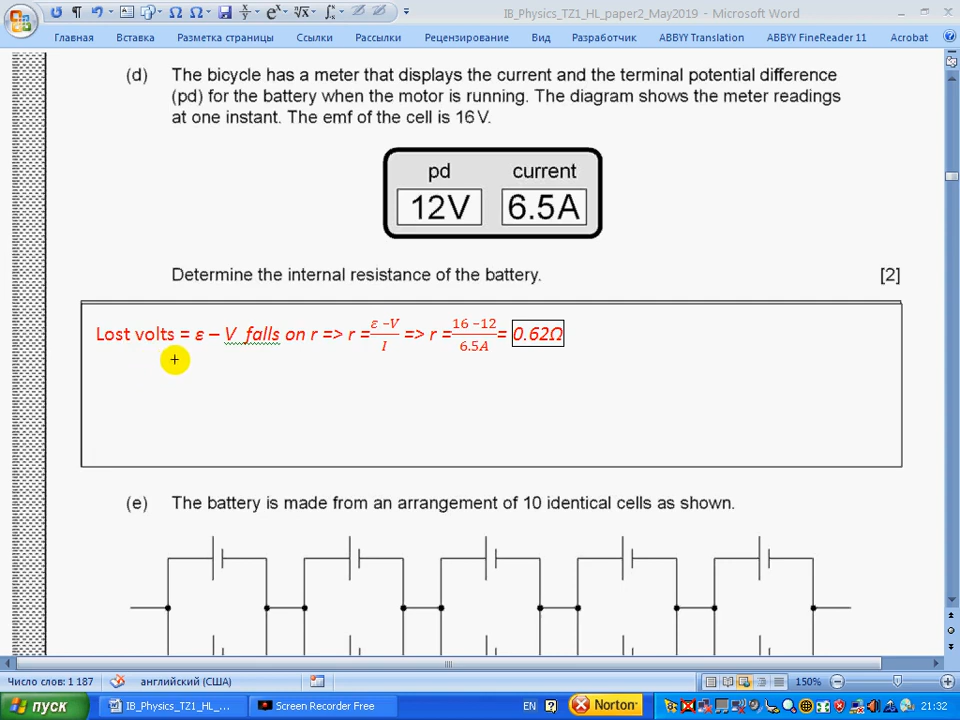 IB_Physics_TZ1_HL_paper2_May2019 - Microsoft Word
Главная Вставка Разметка страницы Ссылки Рассылки Рецензирование Вид Разработчик ABBYY Translation ABBYY FineReader 11 Acrobat
(d) The bicycle has a meter that displays the current and the terminal potential difference
(pd) for the battery when the motor is running. The diagram shows the meter readings
at one instant. The emf of the cell is 16 V.
pd current
12V 6.5A
Determine the internal resistance of the battery. [2]
Lost volts = ε – V falls on r => r = (ε –V)/I => r = (16 –12)/6.5A = 0.62Ω
(e) The battery is made from an arrangement of 10 identical cells as shown.
Число слов: 1 187 английский (США) 150%
пуск IB_Physics_TZ1_HL_... Screen Recorder Free EN Norton 21:32